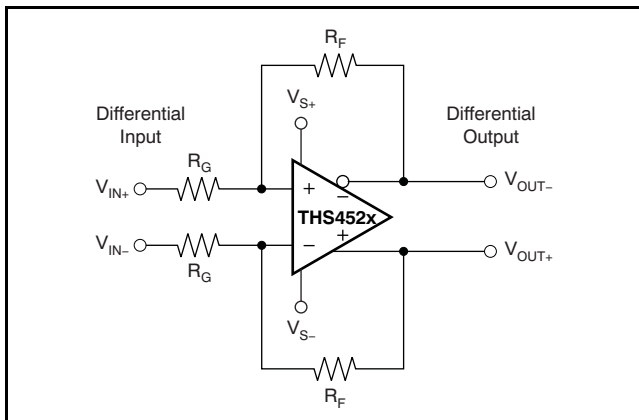 R_F
V_S+
Differential
Input
Differential
Output
R_G
V_IN+
+
−
V_OUT−
THS452x
V_IN−
−
+
V_OUT+
R_G
V_S−
R_F